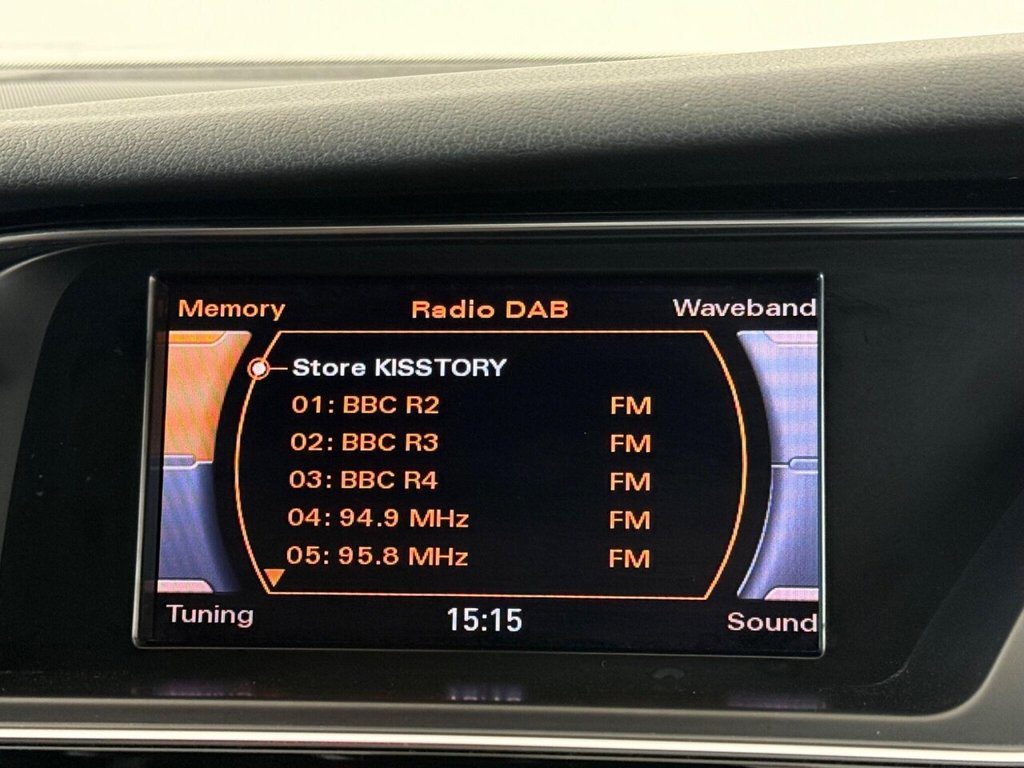 Memory Radio DAB Waveband
Store KISSTORY
01: BBC R2 FM
02: BBC R3 FM
03: BBC R4 FM
04: 94.9 MHz FM
05: 95.8 MHz FM
Tuning 15:15 Sound